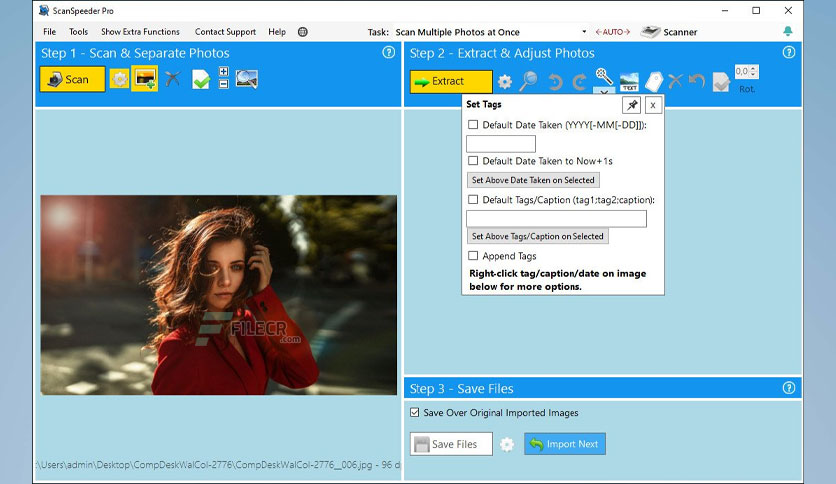 ScanSpeeder Pro
File Tools Show Extra Functions Contact Support Help Task: Scan Multiple Photos at Once ←AUTO→ Scanner
Step 1 - Scan & Separate Photos
Scan
Step 2 - Extract & Adjust Photos
Extract
TEXT
0,0
Rot.
Set Tags
x
Default Date Taken (YYYY[-MM[-DD]]):
Default Date Taken to Now+1s
Set Above Date Taken on Selected
Default Tags/Caption (tag1;tag2;caption):
Set Above Tags/Caption on Selected
Append Tags
Right-click tag/caption/date on image
below for more options.
FILECR
.com
:\Users\admin\Desktop\CompDeskWalCol-2776\CompDeskWalCol-2776__006.jpg - 96 d
Step 3 - Save Files
Save Over Original Imported Images
Save Files
Import Next